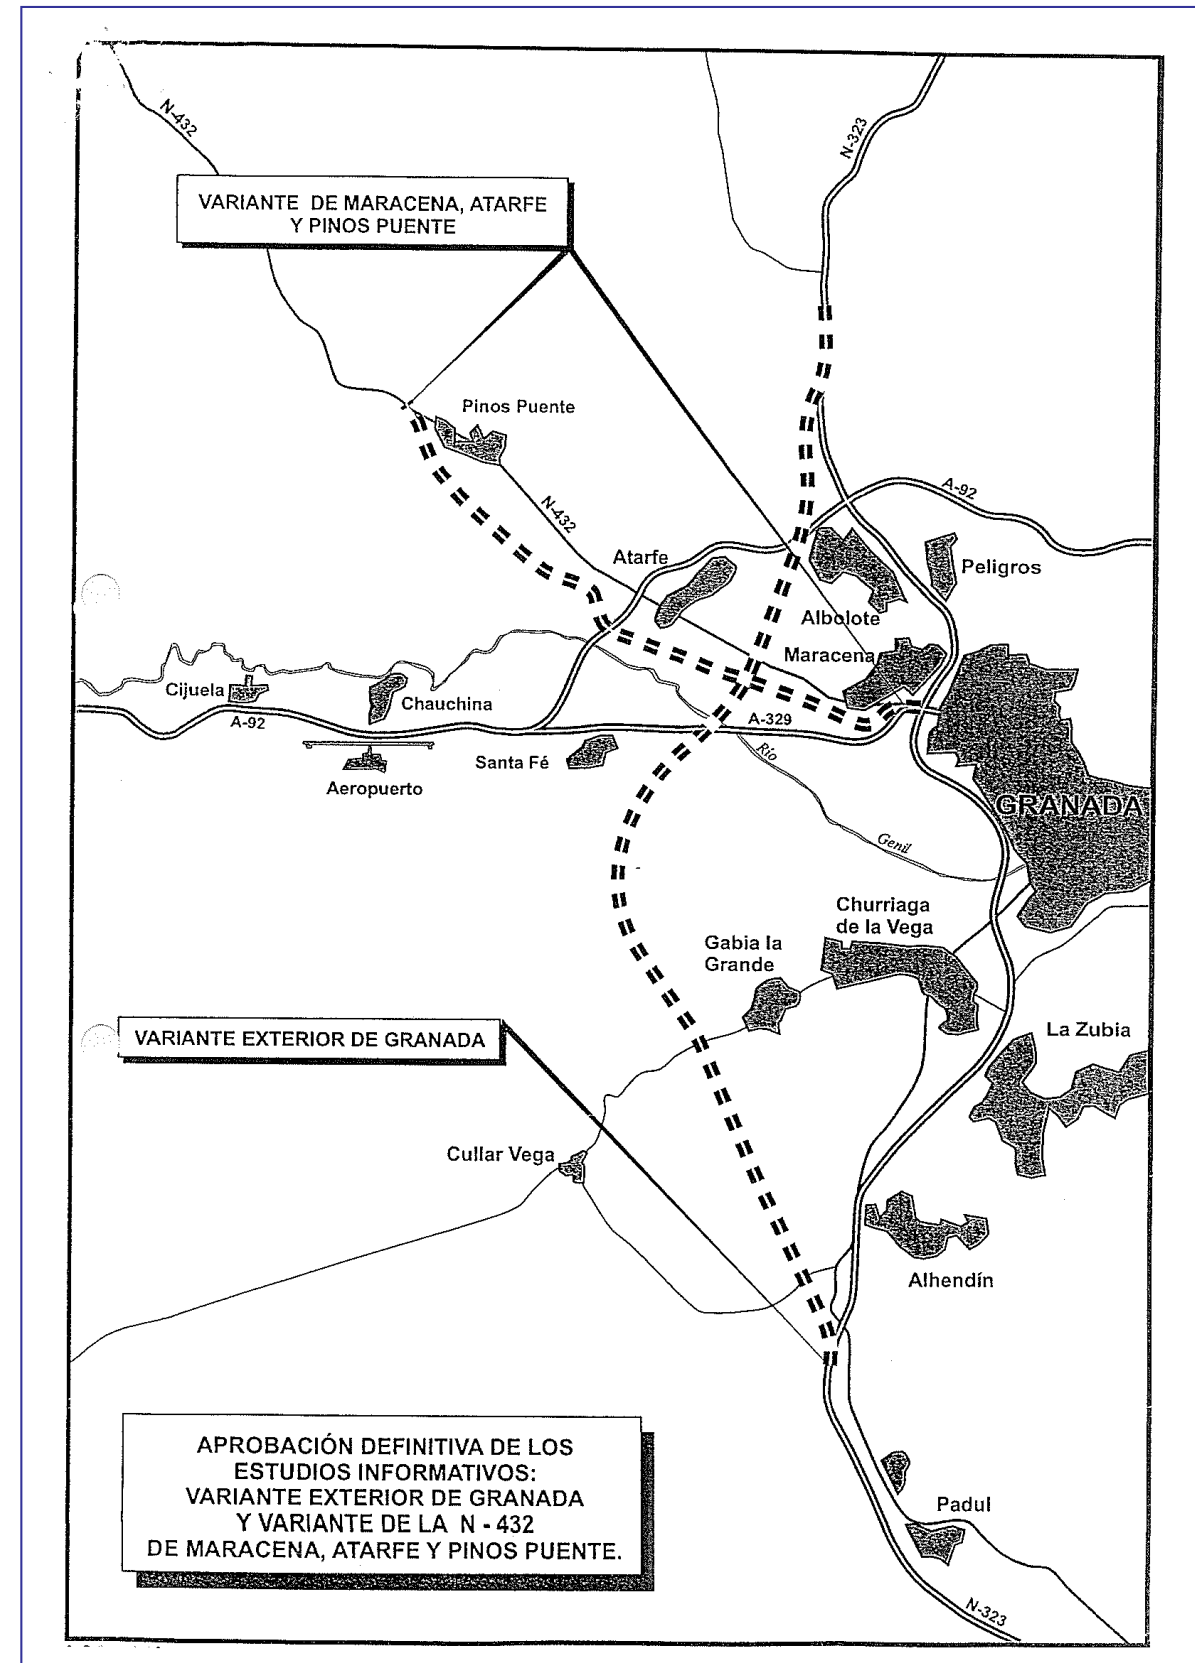 N-432
N-323
VARIANTE DE MARACENA, ATARFE
Y PINOS PUENTE
Pinos Puente
N-432
A-92
Atarfe
Peligros
Albolote
Maracena
Cijuela
Chauchina
A-92
A-329
Santa Fé
Río
Aeropuerto
GRANADA
Genil
Churriaga
de la Vega
Gabia la
Grande
La Zubia
VARIANTE EXTERIOR DE GRANADA
Cullar Vega
Alhendín
APROBACIÓN DEFINITIVA DE LOS
ESTUDIOS INFORMATIVOS:
VARIANTE EXTERIOR DE GRANADA
Y VARIANTE DE LA N - 432
DE MARACENA, ATARFE Y PINOS PUENTE.
Padul
N-323